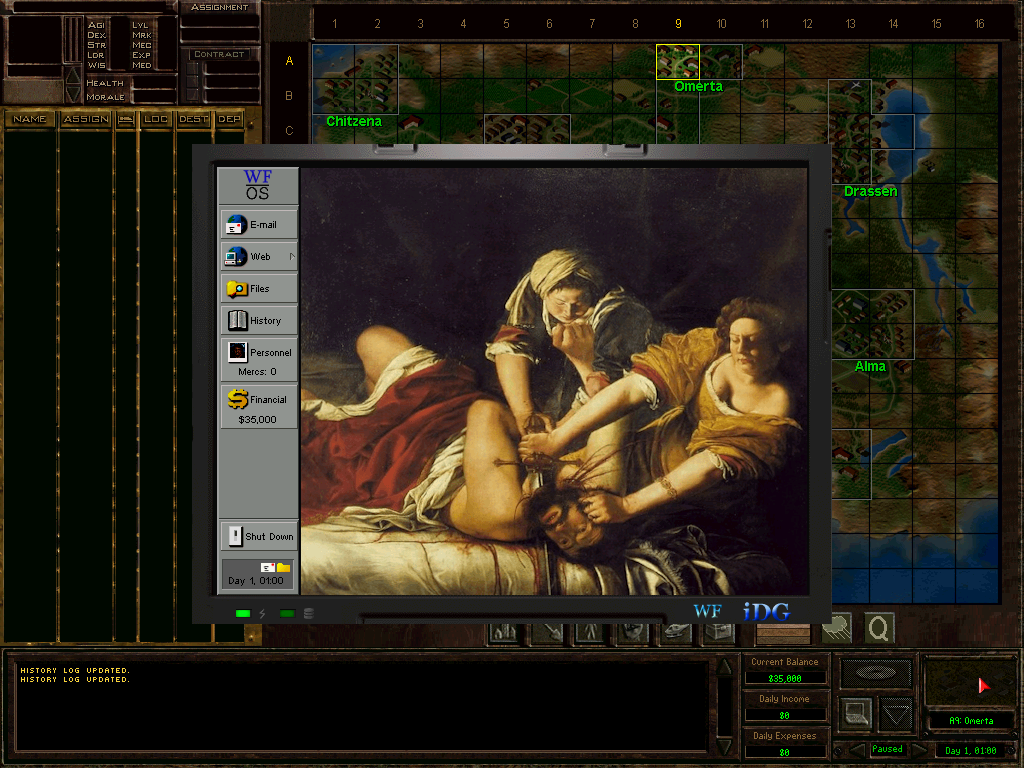 ASSIGNMENT
AGI LVL
DEX MRK
STR MEC
LDR EXP
WIS MED
CONTRACT
HEALTH
MORALE
NAME ASSIGN LOC DEST DEP
1 2 3 4 5 6 7 8 9 10 11 12 13 14 15 16
A
B
C
Omerta
Chitzena
Drassen
Alma
WF
OS
E-mail
Web
Files
History
Personnel
Mercs: 0
Financial
$35,000
Shut Down
Day 1, 01:00
WF iDG
Q
HISTORY LOG UPDATED.
HISTORY LOG UPDATED.
Current Balance
$35,000
Daily Income
$0
Daily Expenses
$0
A9: Omerta
Paused
Day 1, 01:00